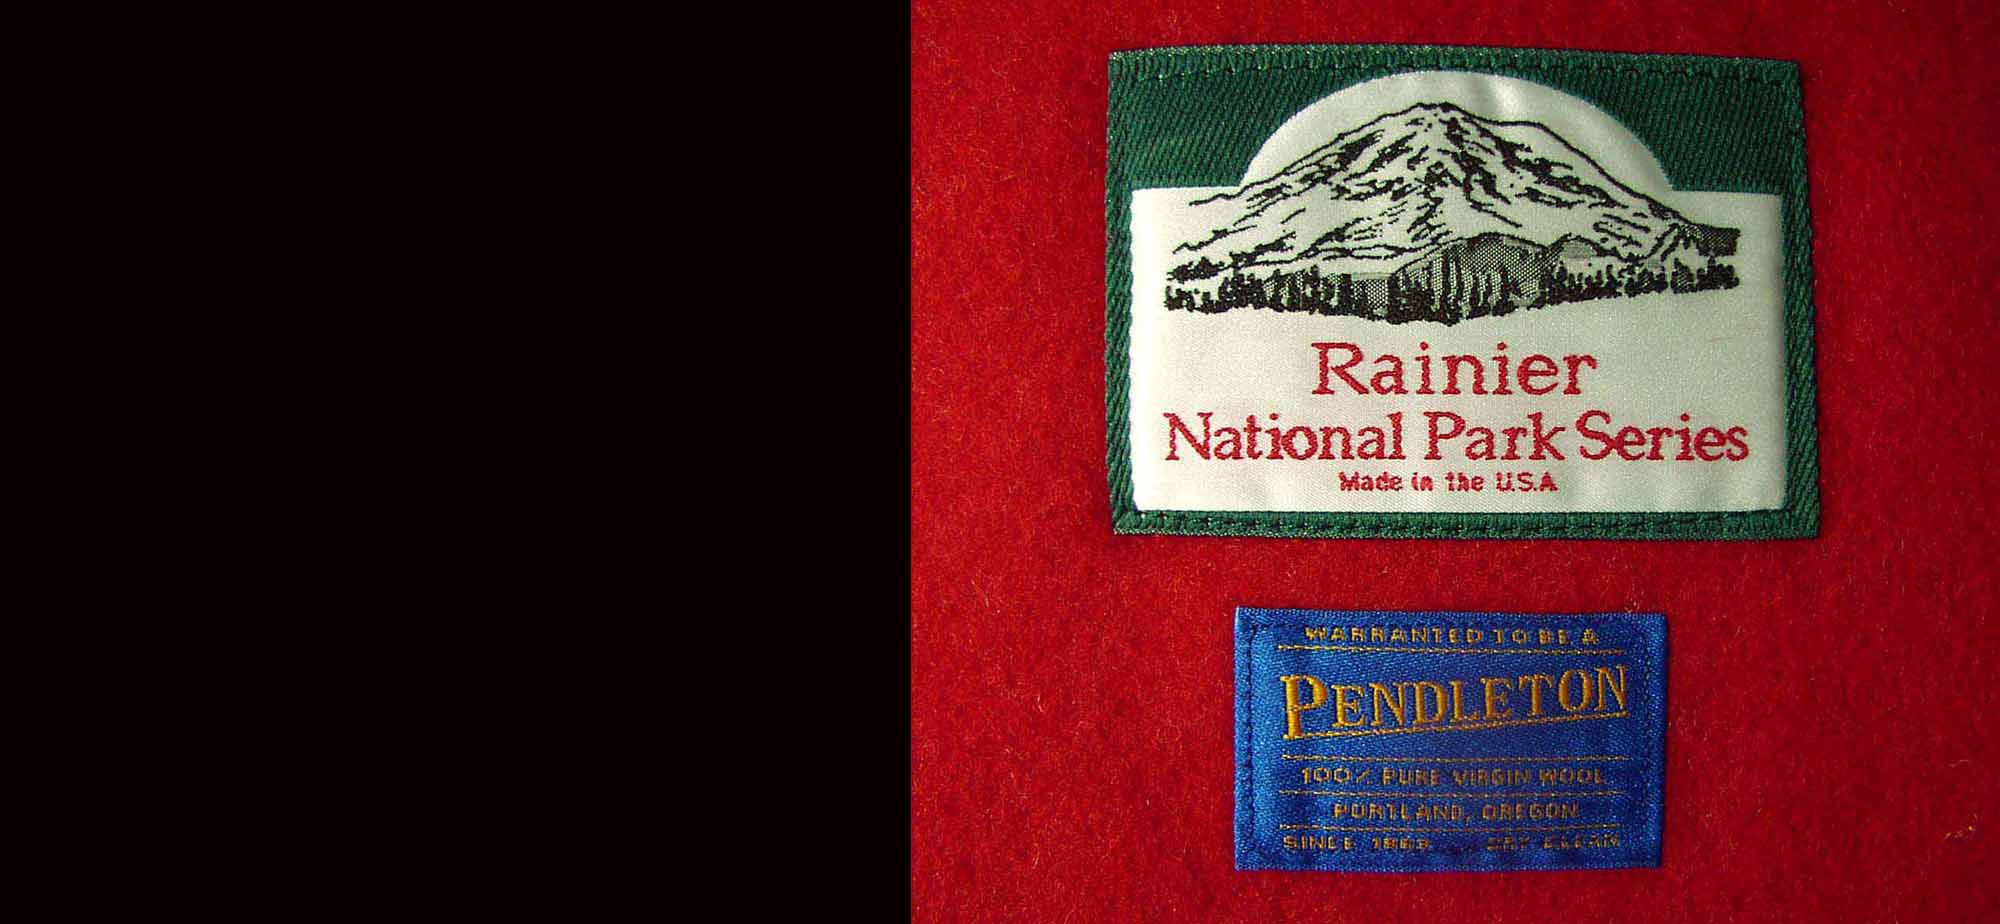 Rainier
National Park Series
Made in the U.S.A
WARRANTED TO BE A
PENDLETON
100% PURE VIRGIN WOOL
PORTLAND, OREGON
SINCE 1863 DRY CLEAN